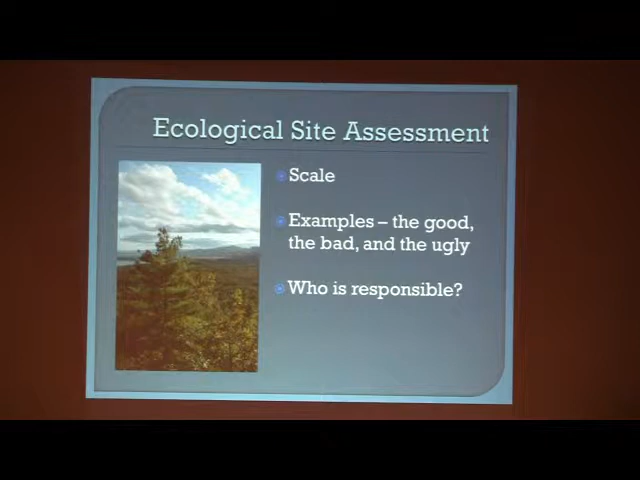 Ecological Site Assessment
Scale
Examples – the good,
the bad, and the ugly
Who is responsible?